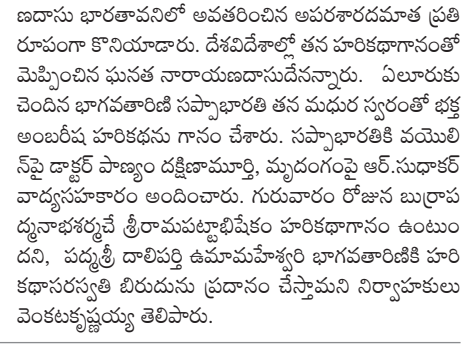 ణదాసు భారతావనిలో అవతరించిన అపరశారదమాత ప్రతి
రూపంగా కొనియాడారు. దేశవిదేశాల్లో తన హరికథాగానంతో
మెప్పించిన ఘనత నారాయణదాసుదేనన్నారు. ఏలూరుకు
చెందిన భాగవతారిణి సప్పాభారతి తన మధుర స్వరంతో భక్త
అంబరీష హరికథను గానం చేశారు. సప్పాభారతికి వయొలి
న్‌పై డాక్టర్ పాణ్యం దక్షిణామూర్తి, మృదంగంపై ఆర్.సుధాకర్
వాద్యసహకారం అందించారు. గురువారం రోజున బుర్రాప
ద్మనాభశర్మచే శ్రీరామపట్టాభిషేకం హరికథాగానం ఉంటుం
దని, పద్మశ్రీ దాలిపర్తి ఉమామహేశ్వరి భాగవతారిణికి హరి
కథాసరస్వతి బిరుదును ప్రదానం చేస్తామని నిర్వాహకులు
వెంకటకృష్ణయ్య తెలిపారు.